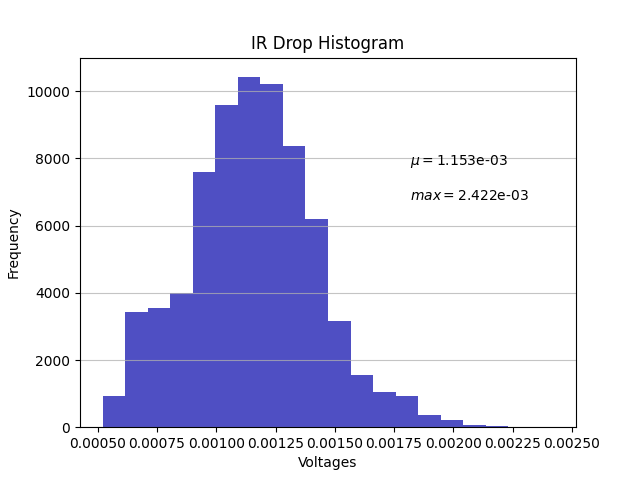 IR Drop Histogram
10000
8000
6000
4000
2000
0
Frequency
μ = 1.153e-03
max = 2.422e-03
0.00050 0.00075 0.00100 0.00125 0.00150 0.00175 0.00200 0.00225 0.00250
Voltages